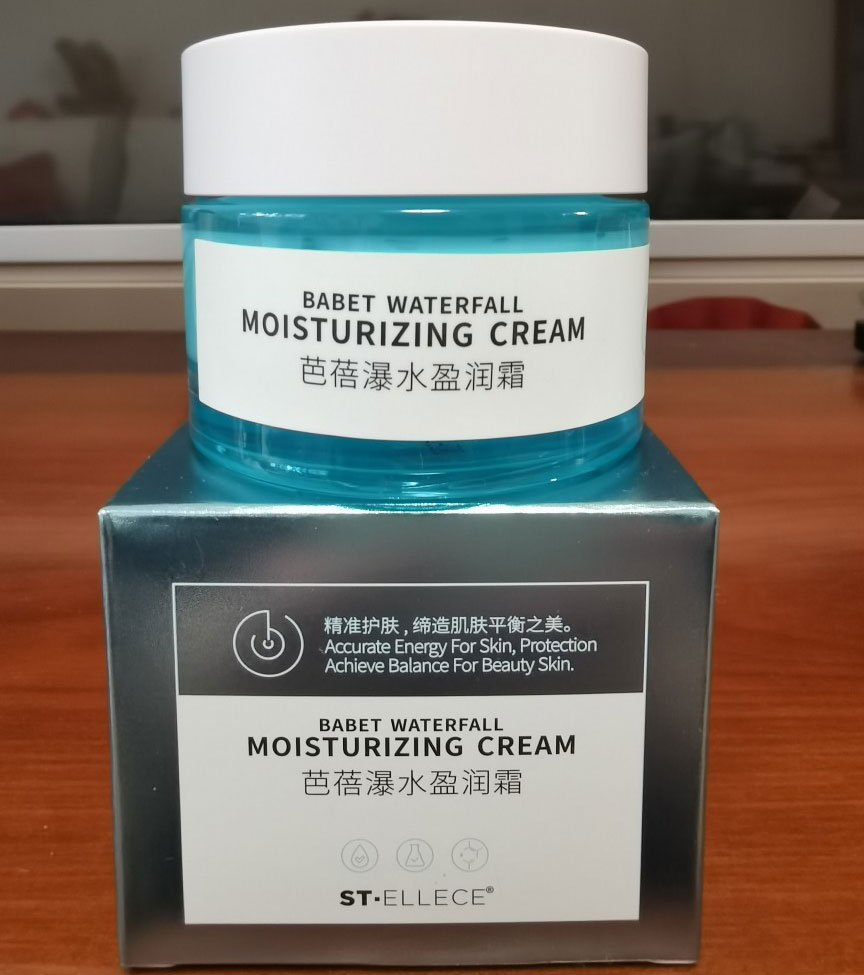 BABET WATERFALL
MOISTURIZING CREAM
芭蓓瀑水盈润霜
精准护肤，缔造肌肤平衡之美。
Accurate Energy For Skin, Protection
Achieve Balance For Beauty Skin.
BABET WATERFALL
MOISTURIZING CREAM
芭蓓瀑水盈润霜
ST·ELLECE®